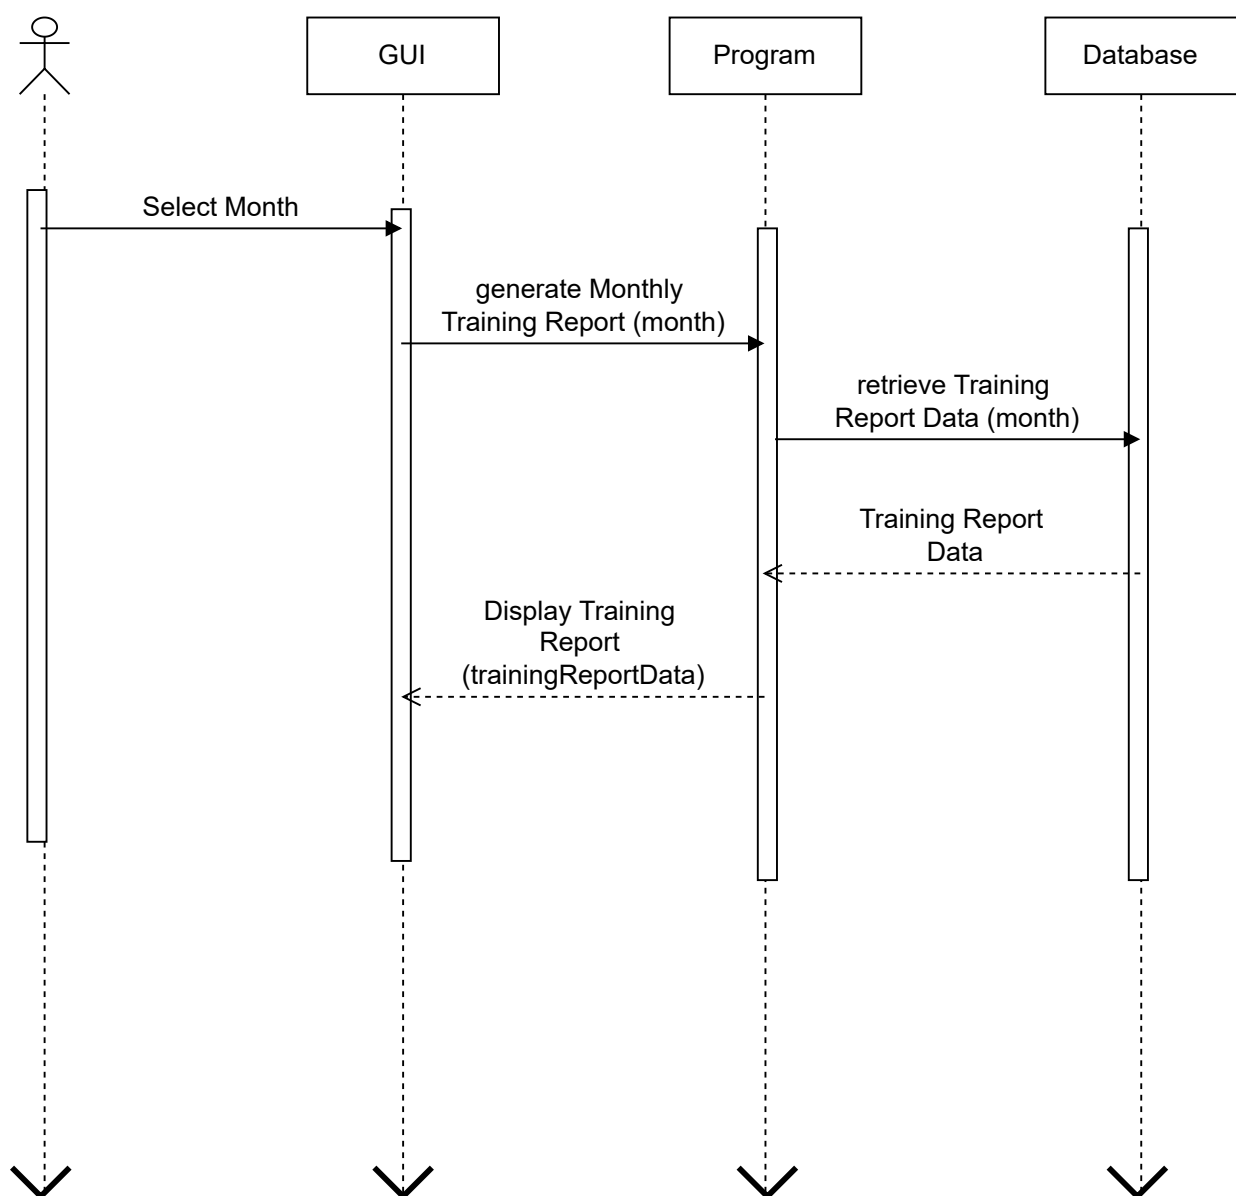 GUI
Program
Database
Select Month
generate Monthly
Training Report (month)
retrieve Training
Report Data (month)
Training Report
Data
Display Training
Report
(trainingReportData)